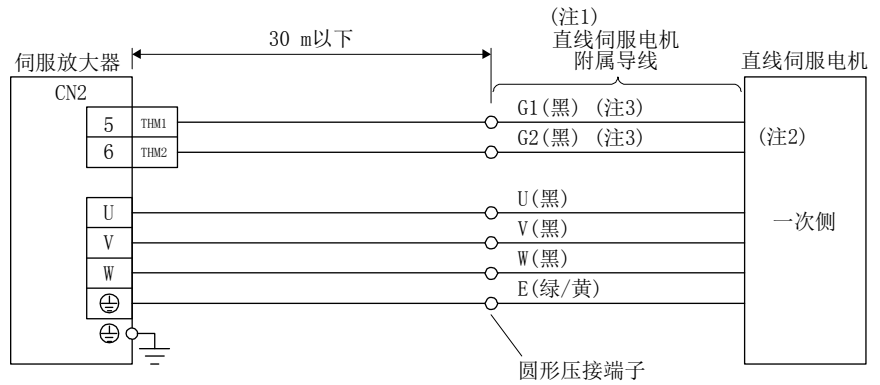 (注1)
30 m以下
直线伺服电机
附属导线
伺服放大器
直线伺服电机
CN2
5 THM1
G1(黑) (注3)
6 THM2
G2(黑) (注3)
(注2)
U
U(黑)
V
V(黑)
一次侧
W
W(黑)
E(绿/黄)
圆形压接端子